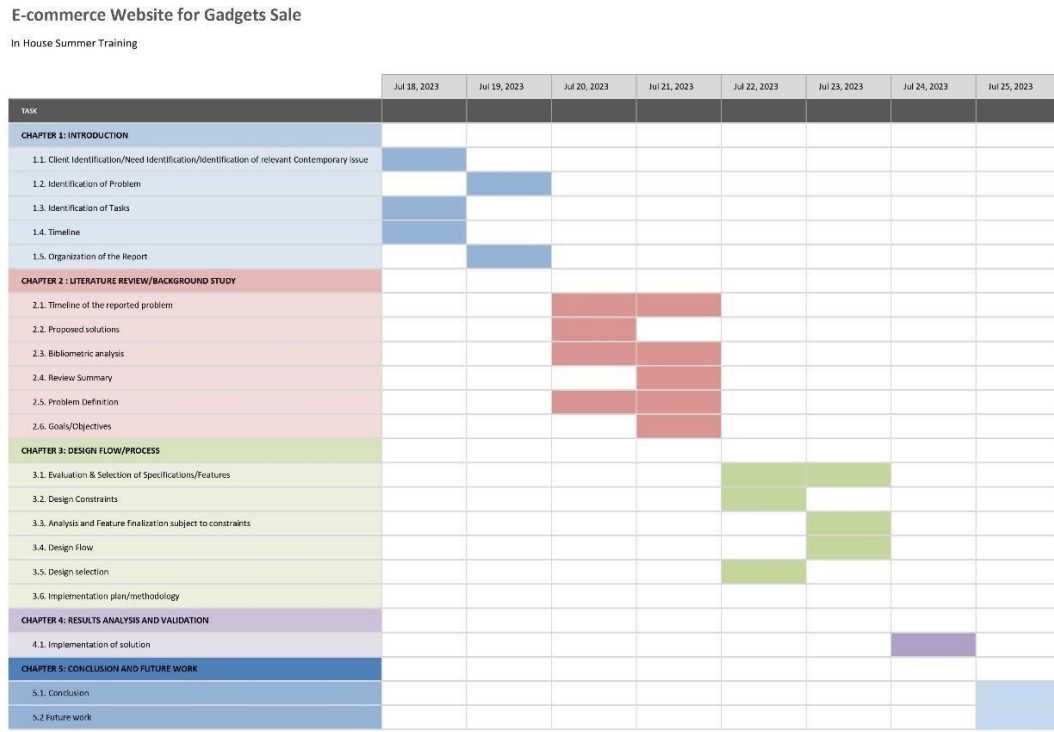 E-commerce Website for Gadgets Sale
In House Summer Training
Jul 18, 2023 Jul 19, 2023 Jul 20, 2023 Jul 21, 2023 Jul 22, 2023 Jul 23, 2023 Jul 24, 2023 Jul 25, 2023
TASK
CHAPTER 1: INTRODUCTION
1.1. Client Identification/Need Identification/Identification of relevant Contemporary issue
1.2. Identification of Problem
1.3. Identification of Tasks
1.4. Timeline
1.5. Organization of the Report
CHAPTER 2 : LITERATURE REVIEW/BACKGROUND STUDY
2.1. Timeline of the reported problem
2.2. Proposed solutions
2.3. Bibliometric analysis
2.4. Review Summary
2.5. Problem Definition
2.6. Goals/Objectives
CHAPTER 3: DESIGN FLOW/PROCESS
3.1. Evaluation & Selection of Specifications/Features
3.2. Design Constraints
3.3. Analysis and Feature finalization subject to constraints
3.4. Design Flow
3.5. Design selection
3.6. Implementation plan/methodology
CHAPTER 4: RESULTS ANALYSIS AND VALIDATION
4.1. Implementation of solution
CHAPTER 5: CONCLUSION AND FUTURE WORK
5.1. Conclusion
5.2 Future work